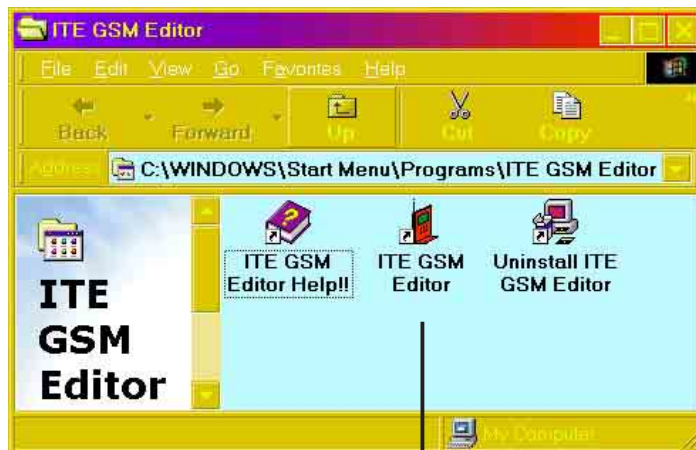 ITE GSM Editor
File Edit View Go Favorites Help
Back Forward Up Cut Copy
Address C:\WINDOWS\Start Menu\Programs\ITE GSM Editor
ITE
GSM
Editor
ITE GSM
Editor Help!!
ITE GSM
Editor
Uninstall ITE
GSM Editor
My Computer